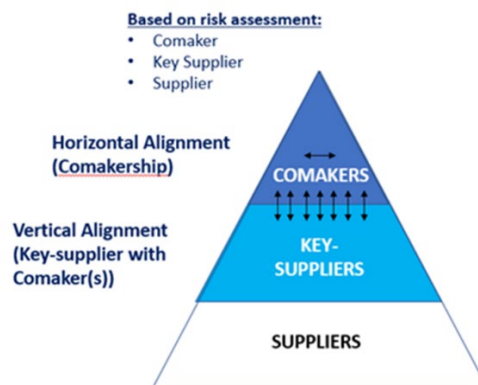 Based on risk assessment:
• Comaker
• Key Supplier
• Supplier
Horizontal Alignment
(Comakership)
COMAKERS
Vertical Alignment
(Key-supplier with
Comaker(s))
KEY-
SUPPLIERS
SUPPLIERS